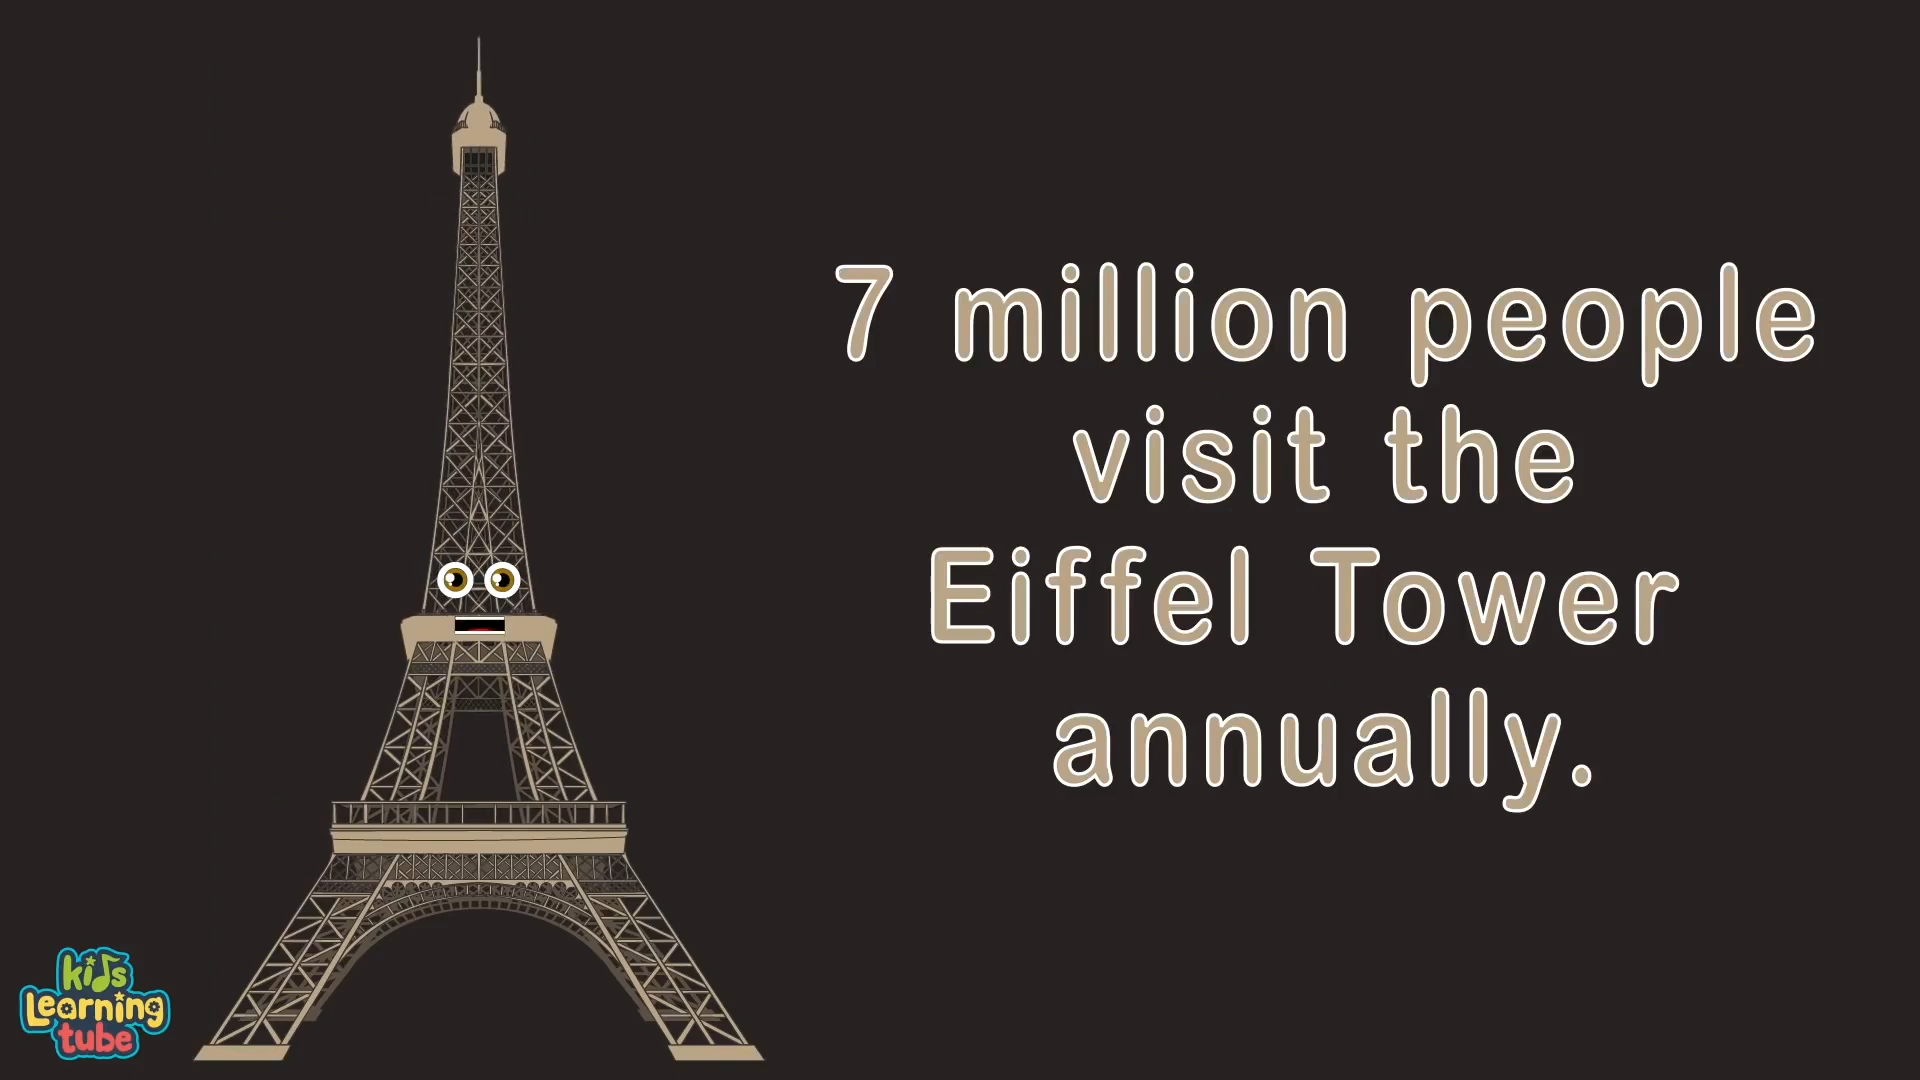 7 million people
visit the
Eiffel Tower
annually.
kids
Learning
tube